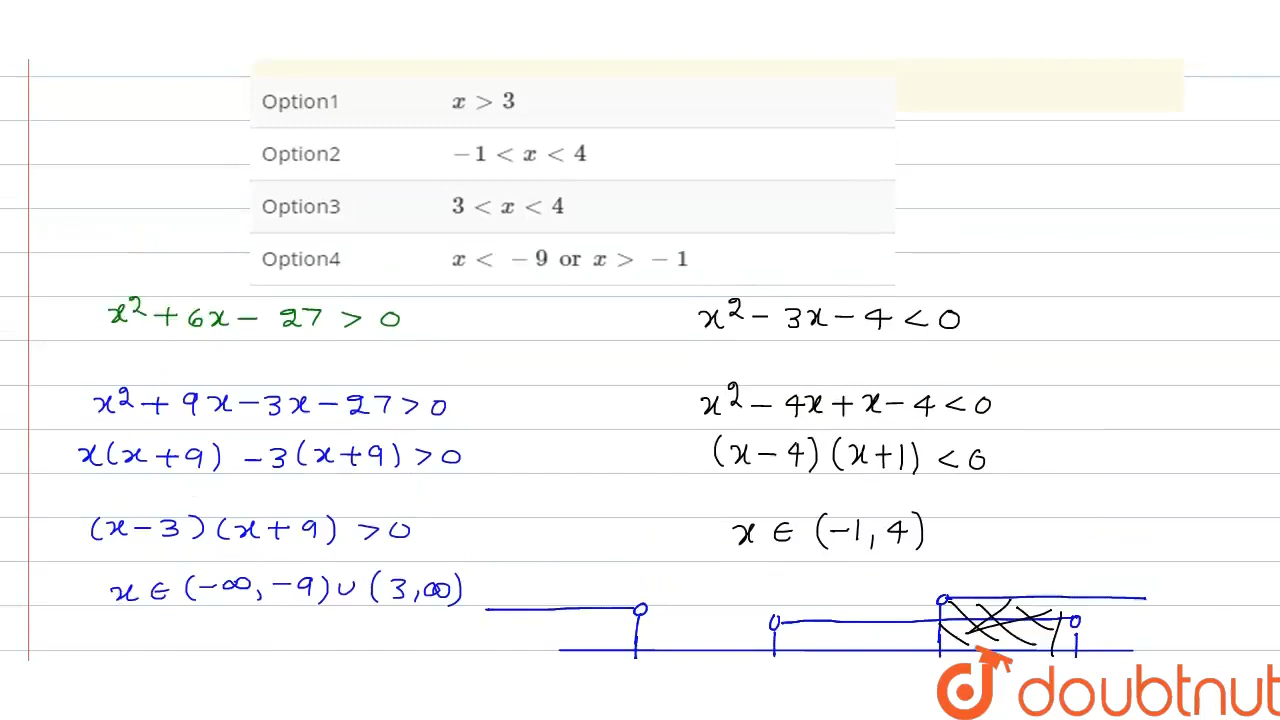 Option1 x > 3
Option2 −1 < x < 4
Option3 3 < x < 4
Option4 x < −9 or x > −1
x² + 6x − 27 > 0
x² − 3x − 4 < 0
x² + 9x − 3x − 27 > 0
x² − 4x + x − 4 < 0
x(x + 9) − 3(x + 9) > 0
(x − 4)(x + 1) < 0
(x − 3)(x + 9) > 0
x ∈ (−1, 4)
x ∈ (−∞, −9) ∪ (3, ∞)
doubtnut